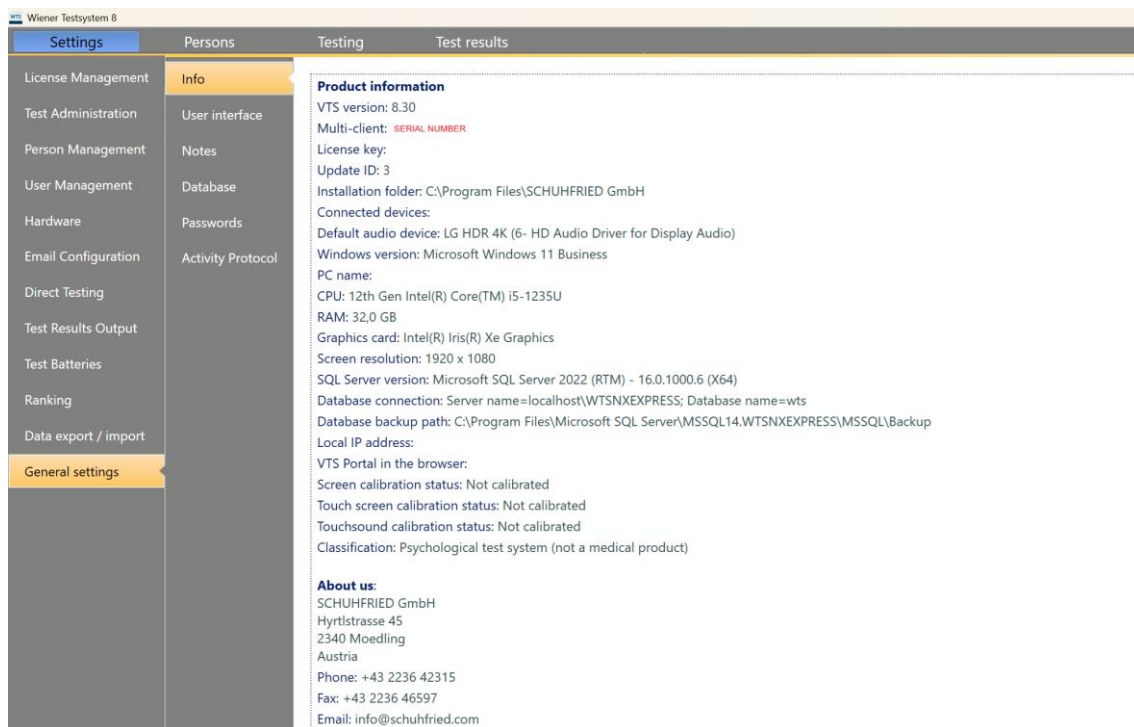 WTS Wiener Testsystem 8
Settings Persons Testing Test results
License Management
Test Administration
Person Management
User Management
Hardware
Email Configuration
Direct Testing
Test Results Output
Test Batteries
Ranking
Data export / import
General settings
Info
User interface
Notes
Database
Passwords
Activity Protocol
Product information
VTS version: 8.30
Multi-client: SERIAL NUMBER
License key:
Update ID: 3
Installation folder: C:\Program Files\SCHUHFRIED GmbH
Connected devices:
Default audio device: LG HDR 4K (6- HD Audio Driver for Display Audio)
Windows version: Microsoft Windows 11 Business
PC name:
CPU: 12th Gen Intel(R) Core(TM) i5-1235U
RAM: 32,0 GB
Graphics card: Intel(R) Iris(R) Xe Graphics
Screen resolution: 1920 x 1080
SQL Server version: Microsoft SQL Server 2022 (RTM) - 16.0.1000.6 (X64)
Database connection: Server name=localhost\WTSNXEXPRESS; Database name=wts
Database backup path: C:\Program Files\Microsoft SQL Server\MSSQL14.WTSNXEXPRESS\MSSQL\Backup
Local IP address:
VTS Portal in the browser:
Screen calibration status: Not calibrated
Touch screen calibration status: Not calibrated
Touchsound calibration status: Not calibrated
Classification: Psychological test system (not a medical product)
About us:
SCHUHFRIED GmbH
Hyrtlstrasse 45
2340 Moedling
Austria
Phone: +43 2236 42315
Fax: +43 2236 46597
Email: info@schuhfried.com